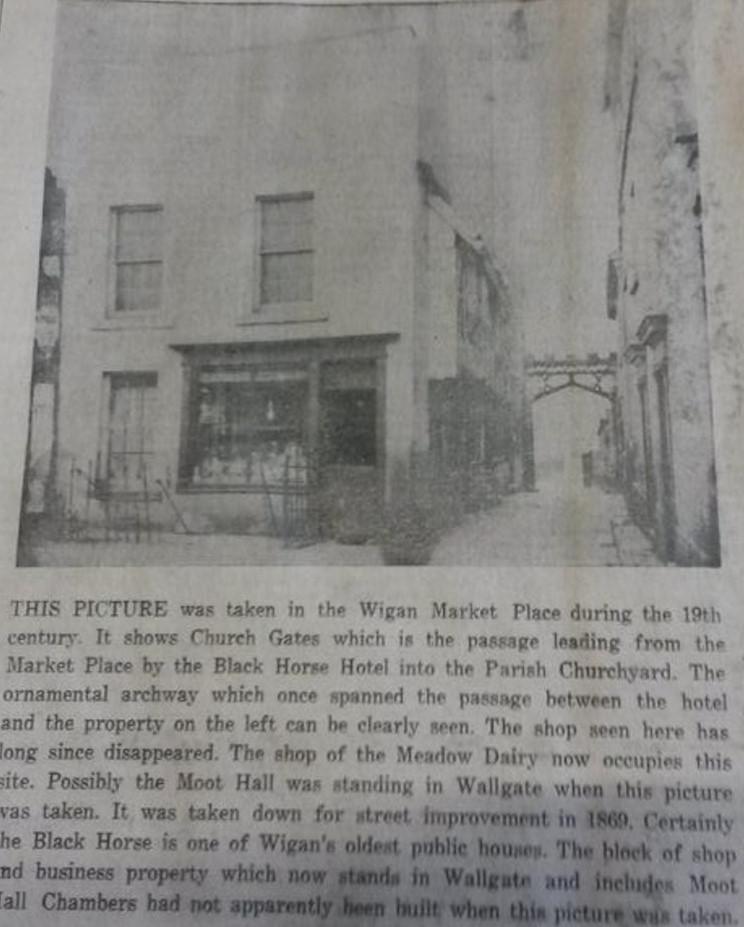 THIS PICTURE was taken in the Wigan Market Place during the 19th
century. It shows Church Gates which is the passage leading from the
Market Place by the Black Horse Hotel into the Parish Churchyard. The
ornamental archway which once spanned the passage between the hotel
and the property on the left can be clearly seen. The shop seen here has
long since disappeared. The shop of the Meadow Dairy now occupies this
site. Possibly the Moot Hall was standing in Wallgate when this picture
was taken. It was taken down for street improvement in 1869. Certainly
he Black Horse is one of Wigan's oldest public houses. The block of shop
nd business property which now stands in Wallgate and includes Moot
Hall Chambers had not apparently been built when this picture was taken.